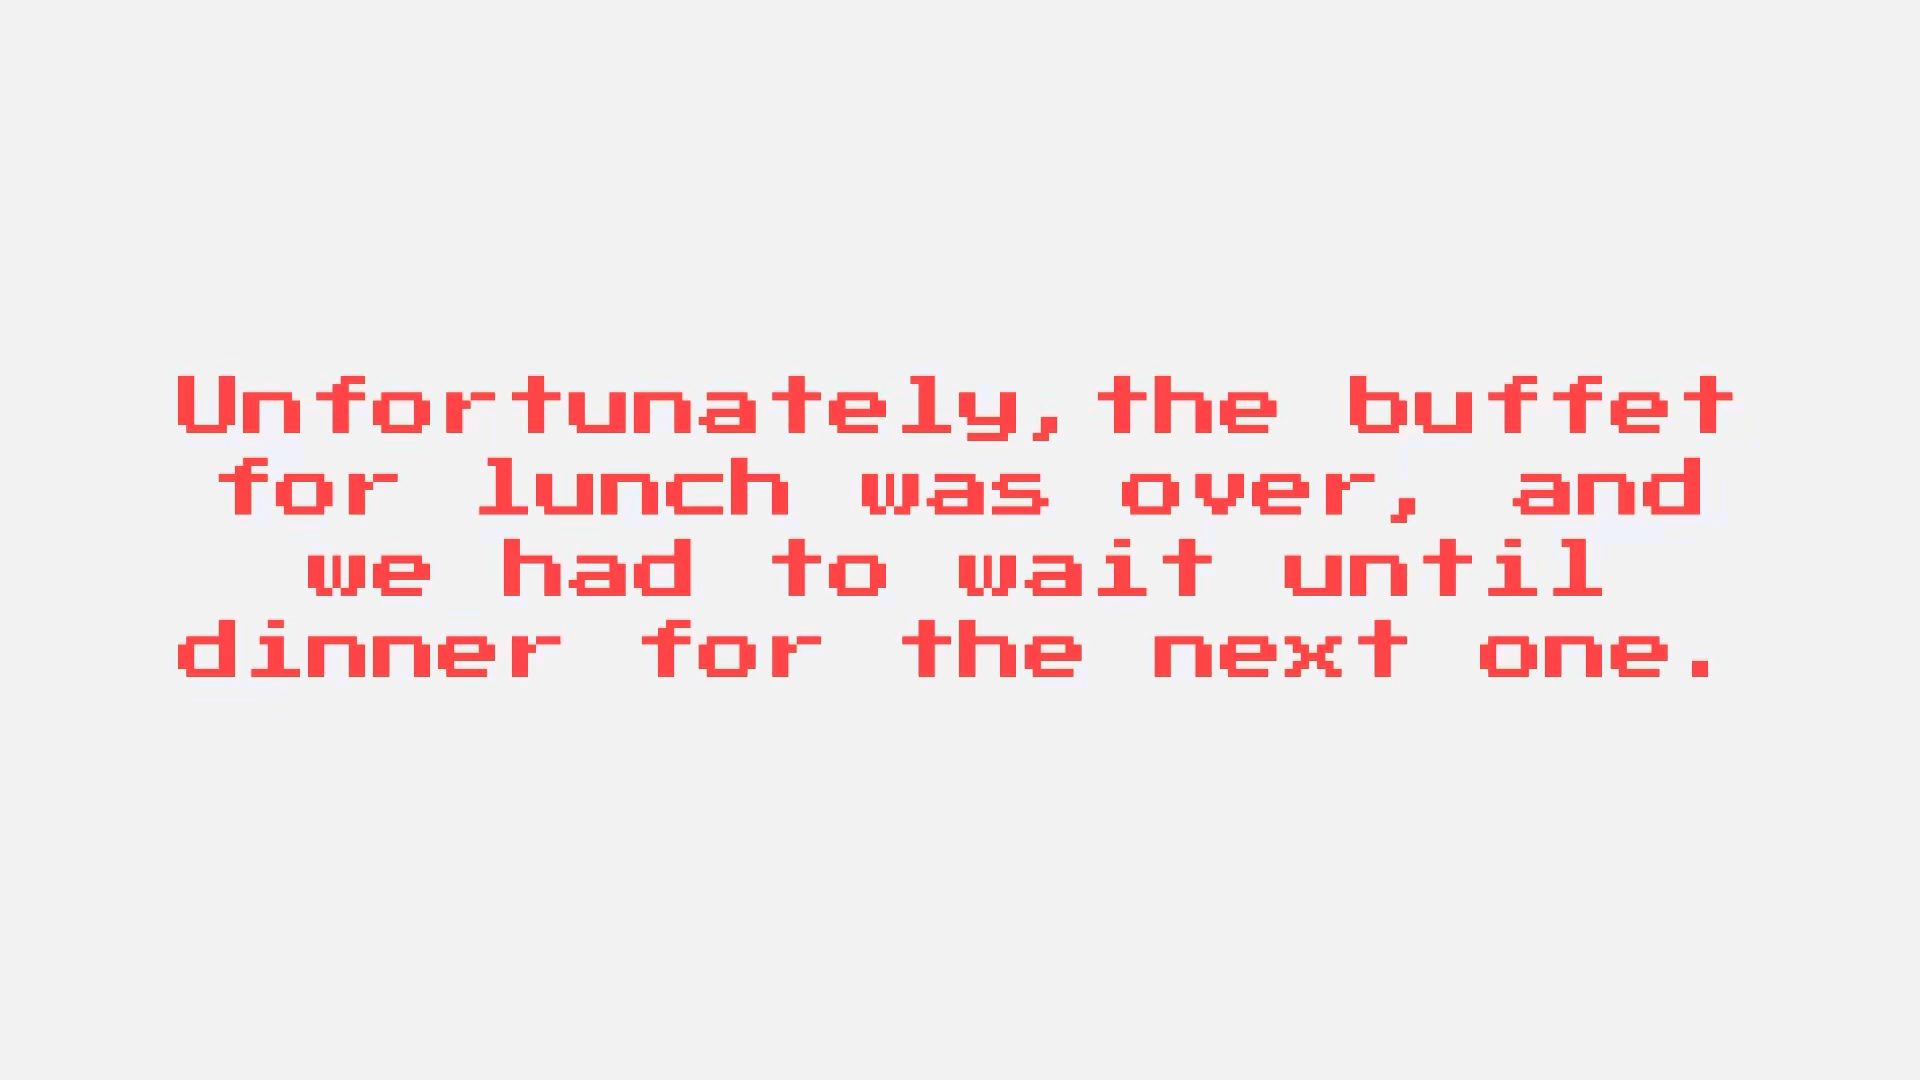 Unfortunately,the buffet
for lunch was over, and
we had to wait until
dinner for the next one.